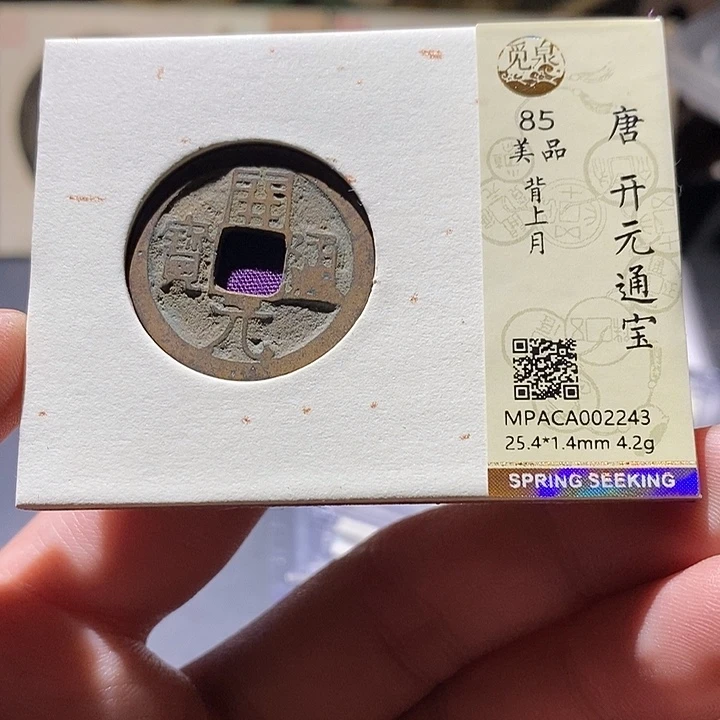 觅泉
唐 开元通宝
85
美品
背上月
開元通寶
MPACA002243
25.4*1.4mm 4.2g
SPRING SEEKING